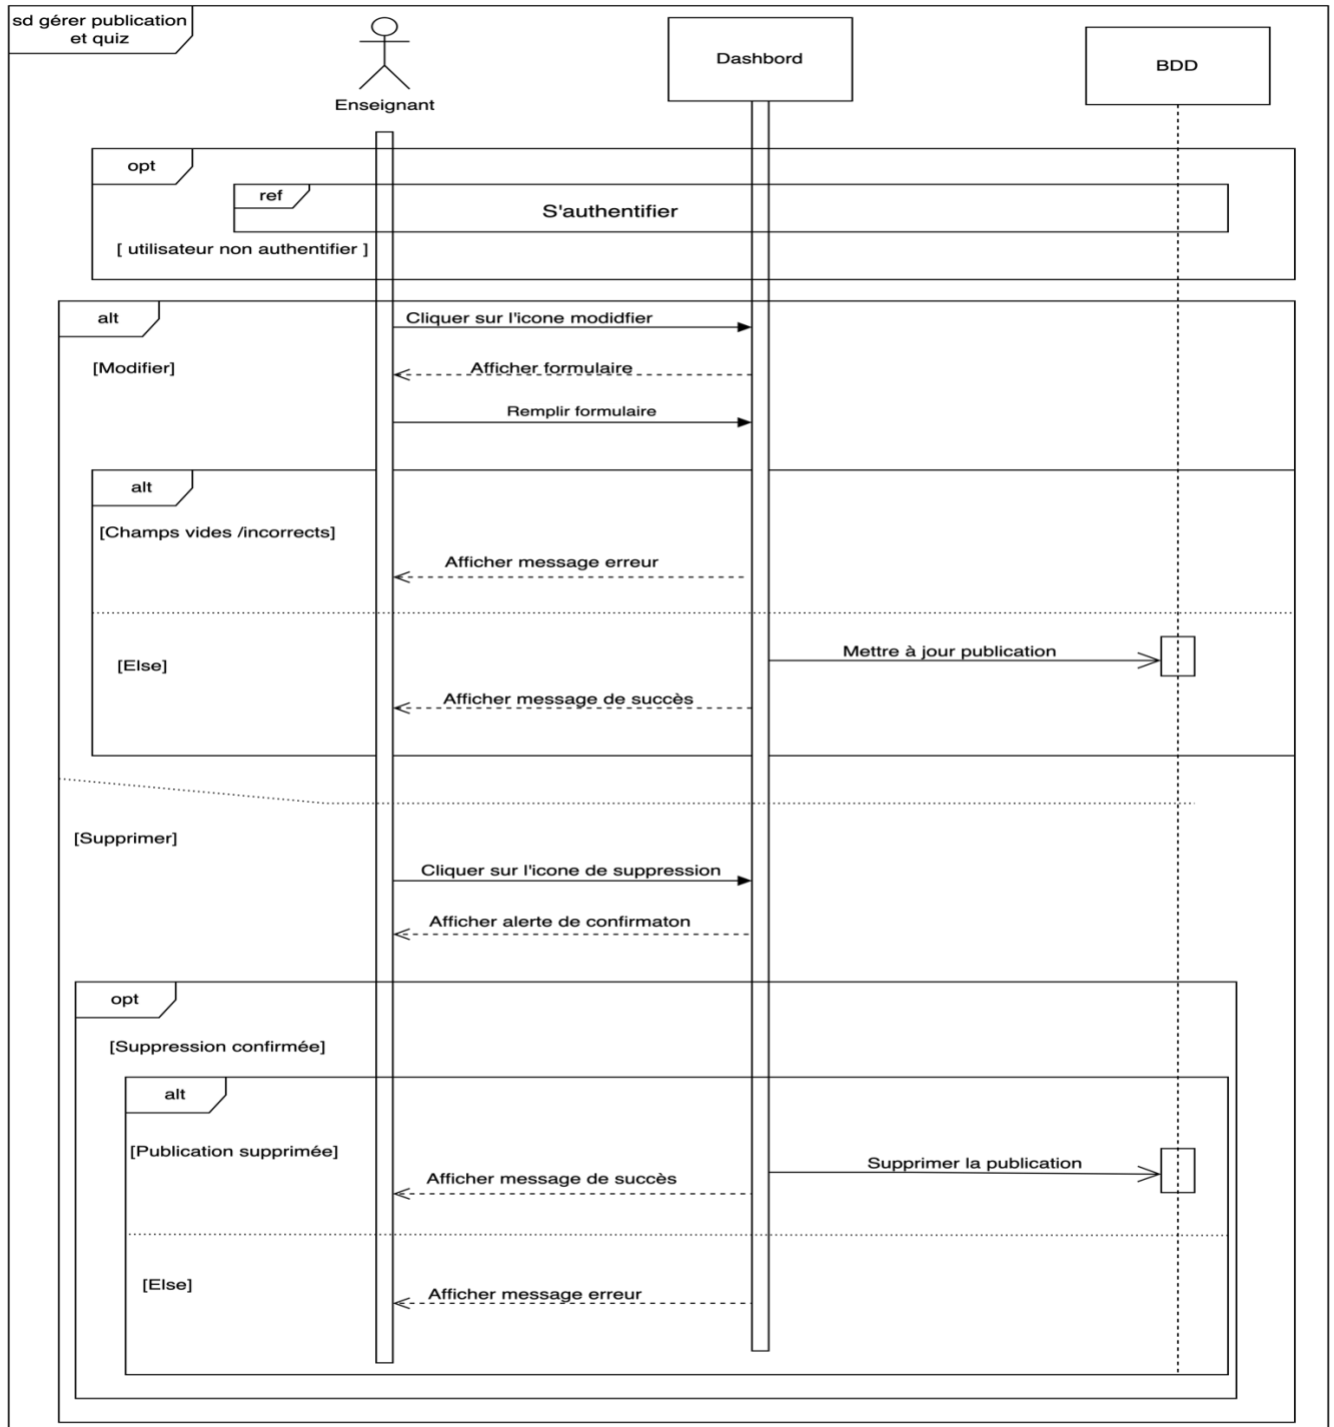 sd gérer publication
et quiz
Enseignant
Dashbord
BDD
opt
ref
S'authentifier
[ utilisateur non authentifier ]
alt
Cliquer sur l'icone modidfier
[Modifier]
Afficher formulaire
Remplir formulaire
alt
[Champs vides /incorrects]
Afficher message erreur
Mettre à jour publication
[Else]
Afficher message de succès
[Supprimer]
Cliquer sur l'icone de suppression
Afficher alerte de confirmaton
opt
[Suppression confirmée]
alt
[Publication supprimée]
Supprimer la publication
Afficher message de succès
[Else]
Afficher message erreur